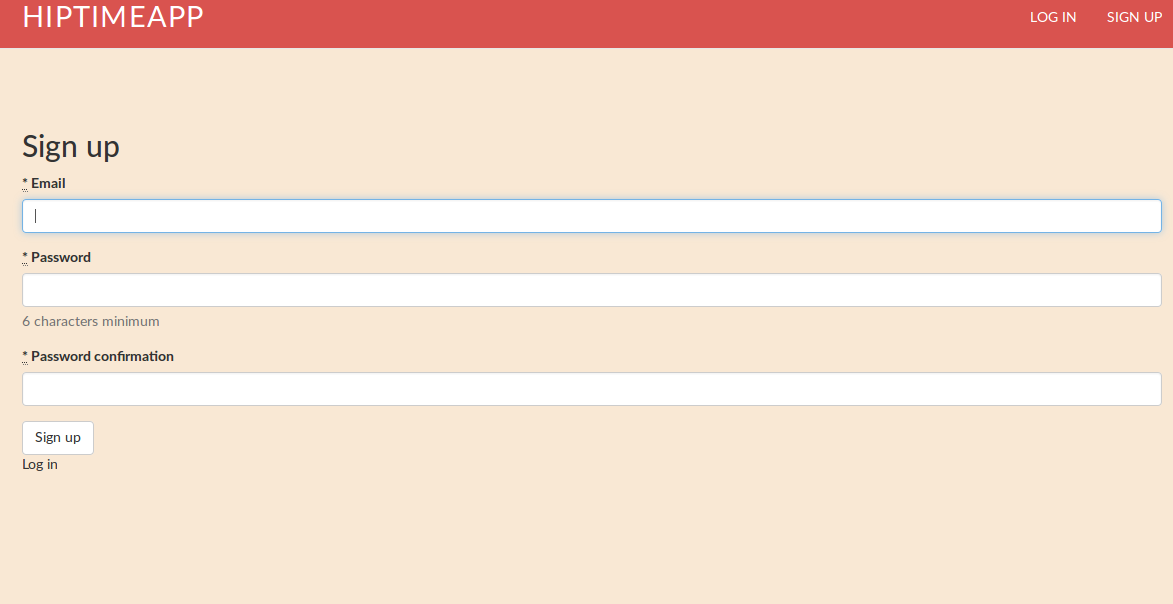 HIPTIMEAPP LOG IN SIGN UP
Sign up
* Email
* Password
6 characters minimum
* Password confirmation
Sign up
Log in